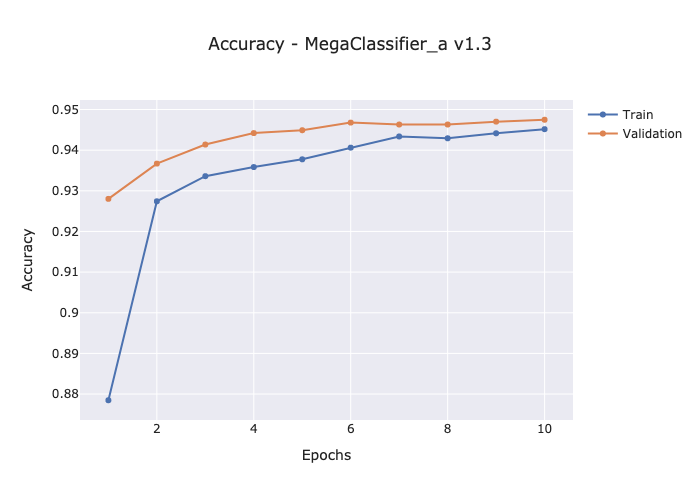 Accuracy - MegaClassifier_a v1.3
0.95
0.94
0.93
0.92
0.91
0.9
0.89
0.88
Accuracy
2 4 6 8 10
Epochs
Train
Validation